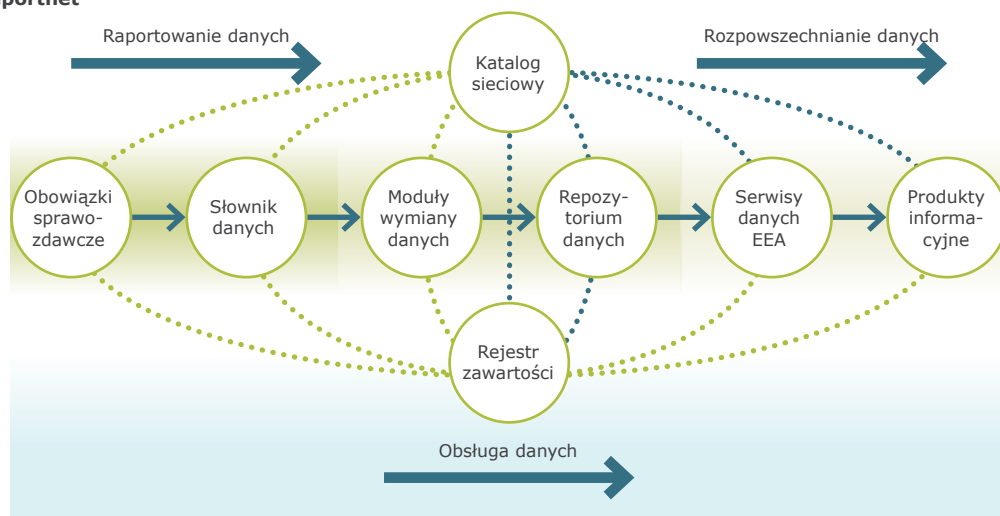 Raportowanie danych
Rozpowszechnianie danych
Katalog
sieciowy
Obowiązki
sprawo-
zdawcze
Słownik
danych
Moduły
wymiany
danych
Repozy-
torium
danych
Serwisy
danych
EEA
Produkty
informa-
cyjne
Rejestr
zawartości
Obsługa danych